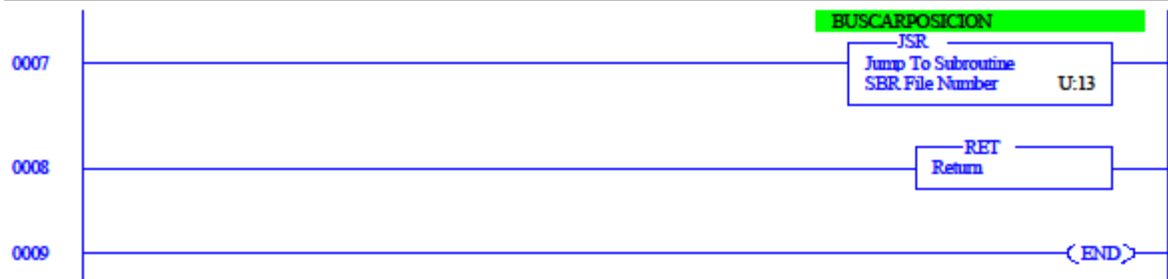 BUSCARPOSICION
JSR
0007
Jump To Subroutine
SBR File Number U:13
RET
0008
Return
0009
(END)